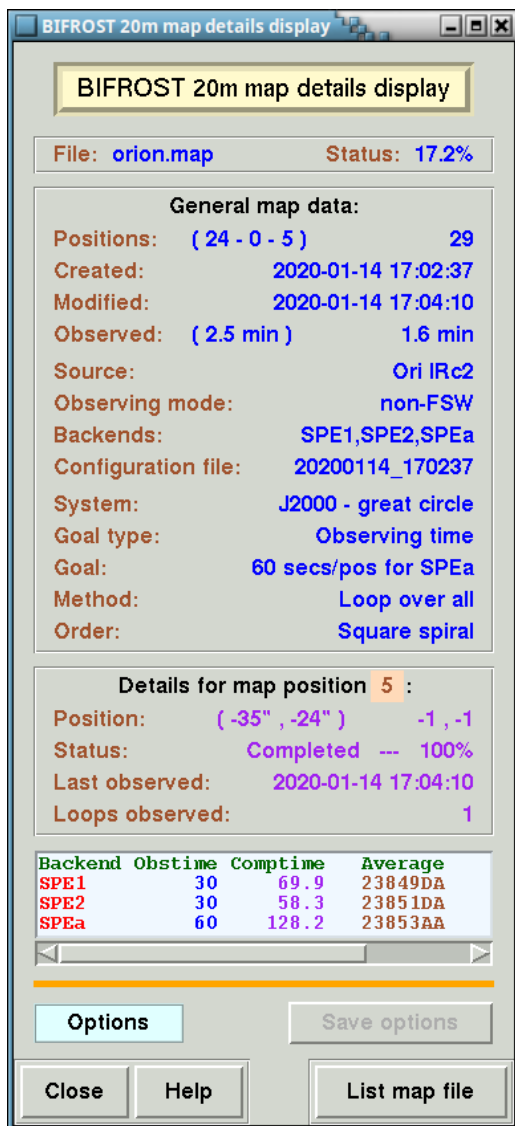 BIFROST 20m map details display
BIFROST 20m map details display
File: orion.map Status: 17.2%
General map data:
Positions: ( 24 - 0 - 5 ) 29
Created: 2020-01-14 17:02:37
Modified: 2020-01-14 17:04:10
Observed: ( 2.5 min ) 1.6 min
Source: Ori IRc2
Observing mode: non-FSW
Backends: SPE1,SPE2,SPEa
Configuration file: 20200114_170237
System: J2000 - great circle
Goal type: Observing time
Goal: 60 secs/pos for SPEa
Method: Loop over all
Order: Square spiral
Details for map position 5 :
Position: ( -35" , -24" ) -1 , -1
Status: Completed --- 100%
Last observed: 2020-01-14 17:04:10
Loops observed: 1
Backend Obstime Comptime Average
SPE1 30 69.9 23849DA
SPE2 30 58.3 23851DA
SPEa 60 128.2 23853AA
Options Save options
Close Help List map file